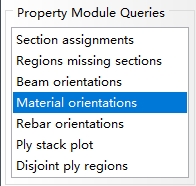 Property Module Queries
Section assignments
Regions missing sections
Beam orientations
Material orientations
Rebar orientations
Ply stack plot
Disjoint ply regions